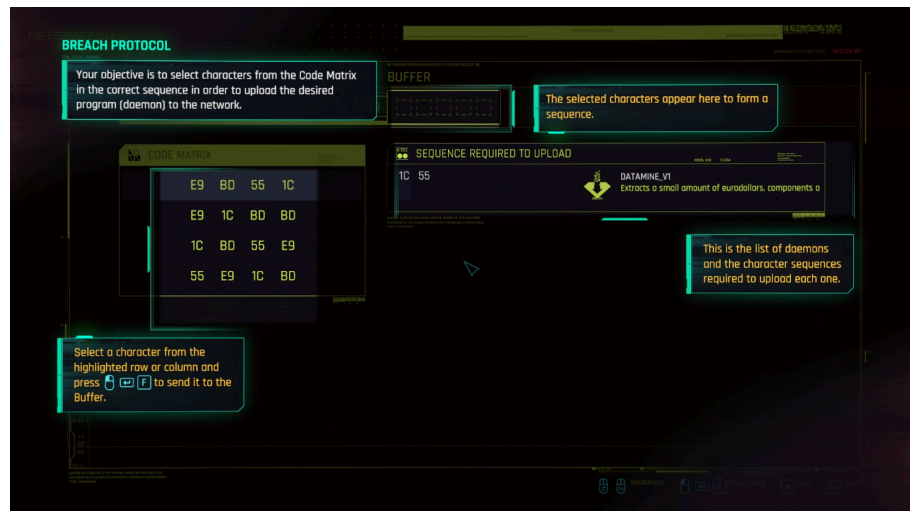 BREACH PROTOCOL
Your objective is to select characters from the Code Matrix
in the correct sequence in order to upload the desired
program (daemon) to the network.
BUFFER
The selected characters appear here to form a
sequence.
CODE MATRIX
E9 BD 55 1C
E9 1C BD BD
1C BD 55 E9
55 E9 1C BD
SEQUENCE REQUIRED TO UPLOAD
1C 55
DATAMINE_V1
Extracts a small amount of eurodollars, components a
This is the list of daemons
and the character sequences
required to upload each one.
Select a character from the
highlighted row or column and
press F to send it to the
Buffer.
NAVIGATION